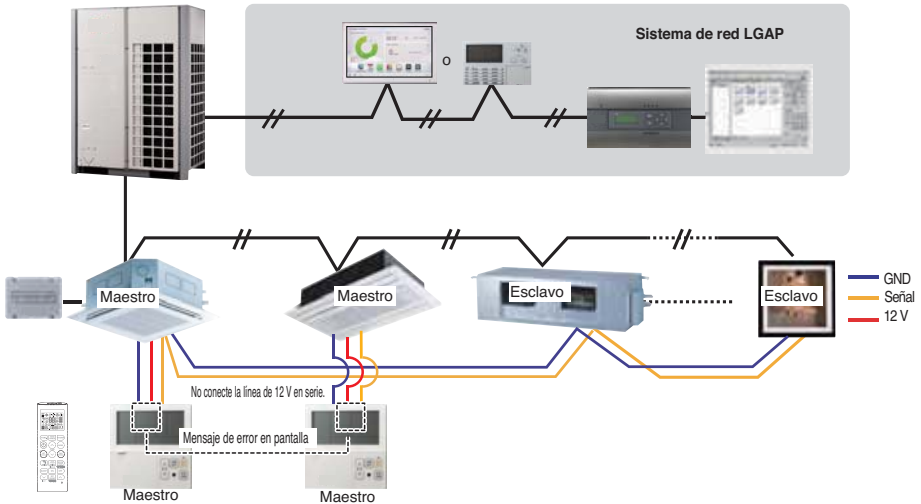 Sistema de red LGAP
o
Maestro
Maestro
Esclavo
Esclavo
GND
Señal
12 V
No conecte la línea de 12 V en serie.
Mensaje de error en pantalla
Maestro
Maestro